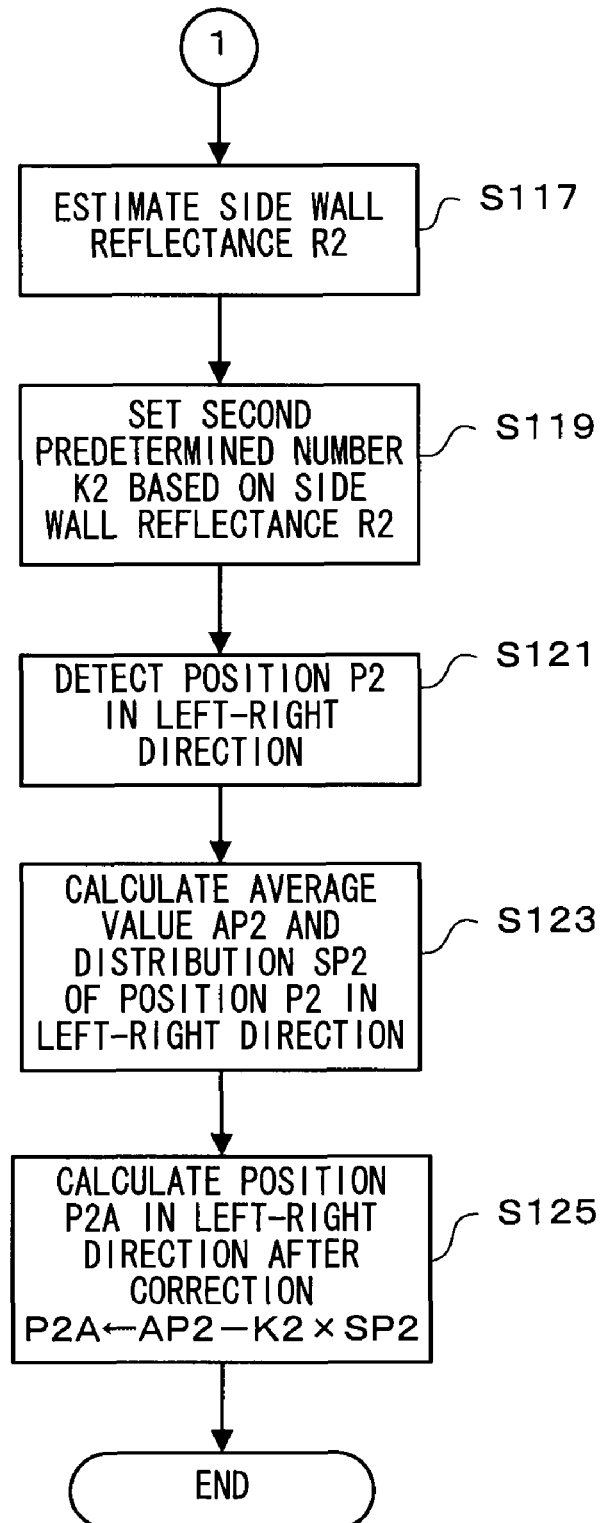 1
ESTIMATE SIDE WALL
REFLECTANCE R2
S117
SET SECOND
PREDETERMINED NUMBER
K2 BASED ON SIDE
WALL REFLECTANCE R2
S119
DETECT POSITION P2
IN LEFT-RIGHT
DIRECTION
S121
CALCULATE AVERAGE
VALUE AP2 AND
DISTRIBUTION SP2
OF POSITION P2 IN
LEFT-RIGHT DIRECTION
S123
CALCULATE POSITION
P2A IN LEFT-RIGHT
DIRECTION AFTER
CORRECTION
P2A←AP2−K2×SP2
S125
END